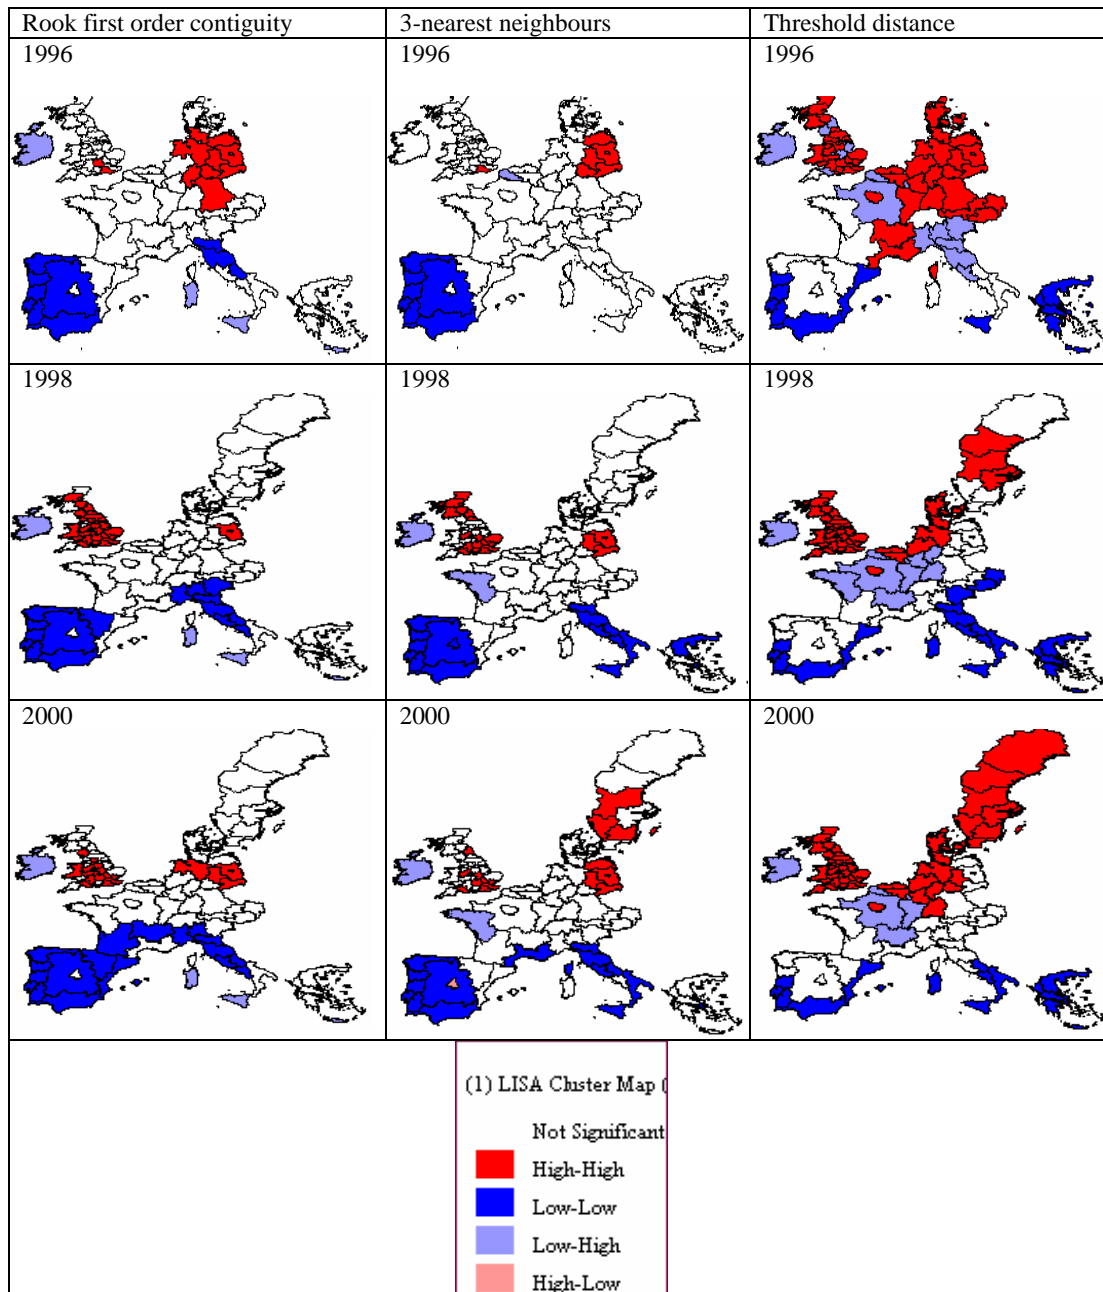 Rook first order contiguity
3-nearest neighbours
Threshold distance
1996
1996
1996
1998
1998
1998
2000
2000
2000
(1) LISA Cluster Map (
Not Significant
High-High
Low-Low
Low-High
High-Low